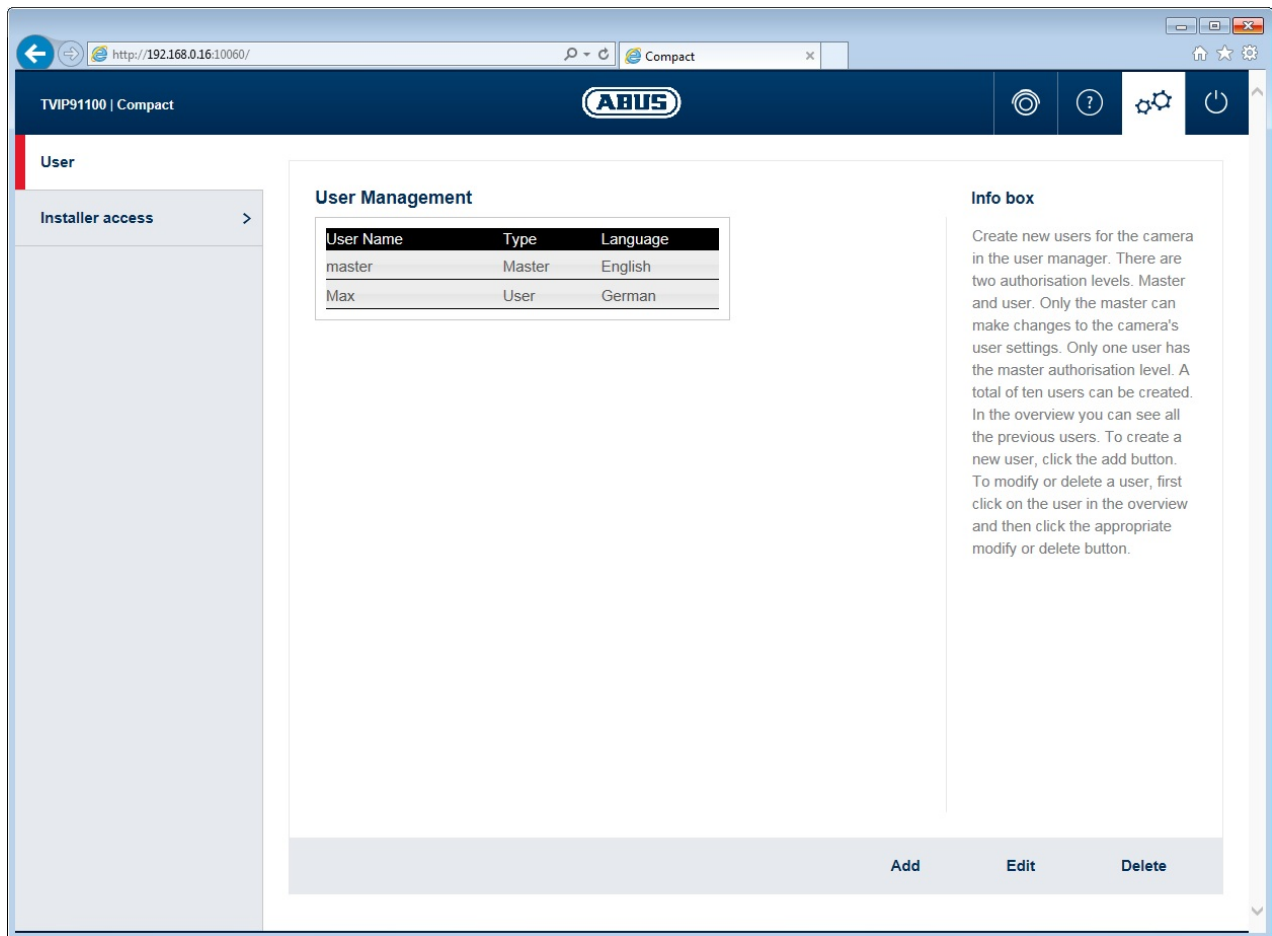 http://192.168.0.16:10060/
Compact
TVIP91100 | Compact
ABUS
?
User
Installer access >
User Management
User Name Type Language
master Master English
Max User German
Info box
Create new users for the camera
in the user manager. There are
two authorisation levels. Master
and user. Only the master can
make changes to the camera's
user settings. Only one user has
the master authorisation level. A
total of ten users can be created.
In the overview you can see all
the previous users. To create a
new user, click the add button.
To modify or delete a user, first
click on the user in the overview
and then click the appropriate
modify or delete button.
Add Edit Delete